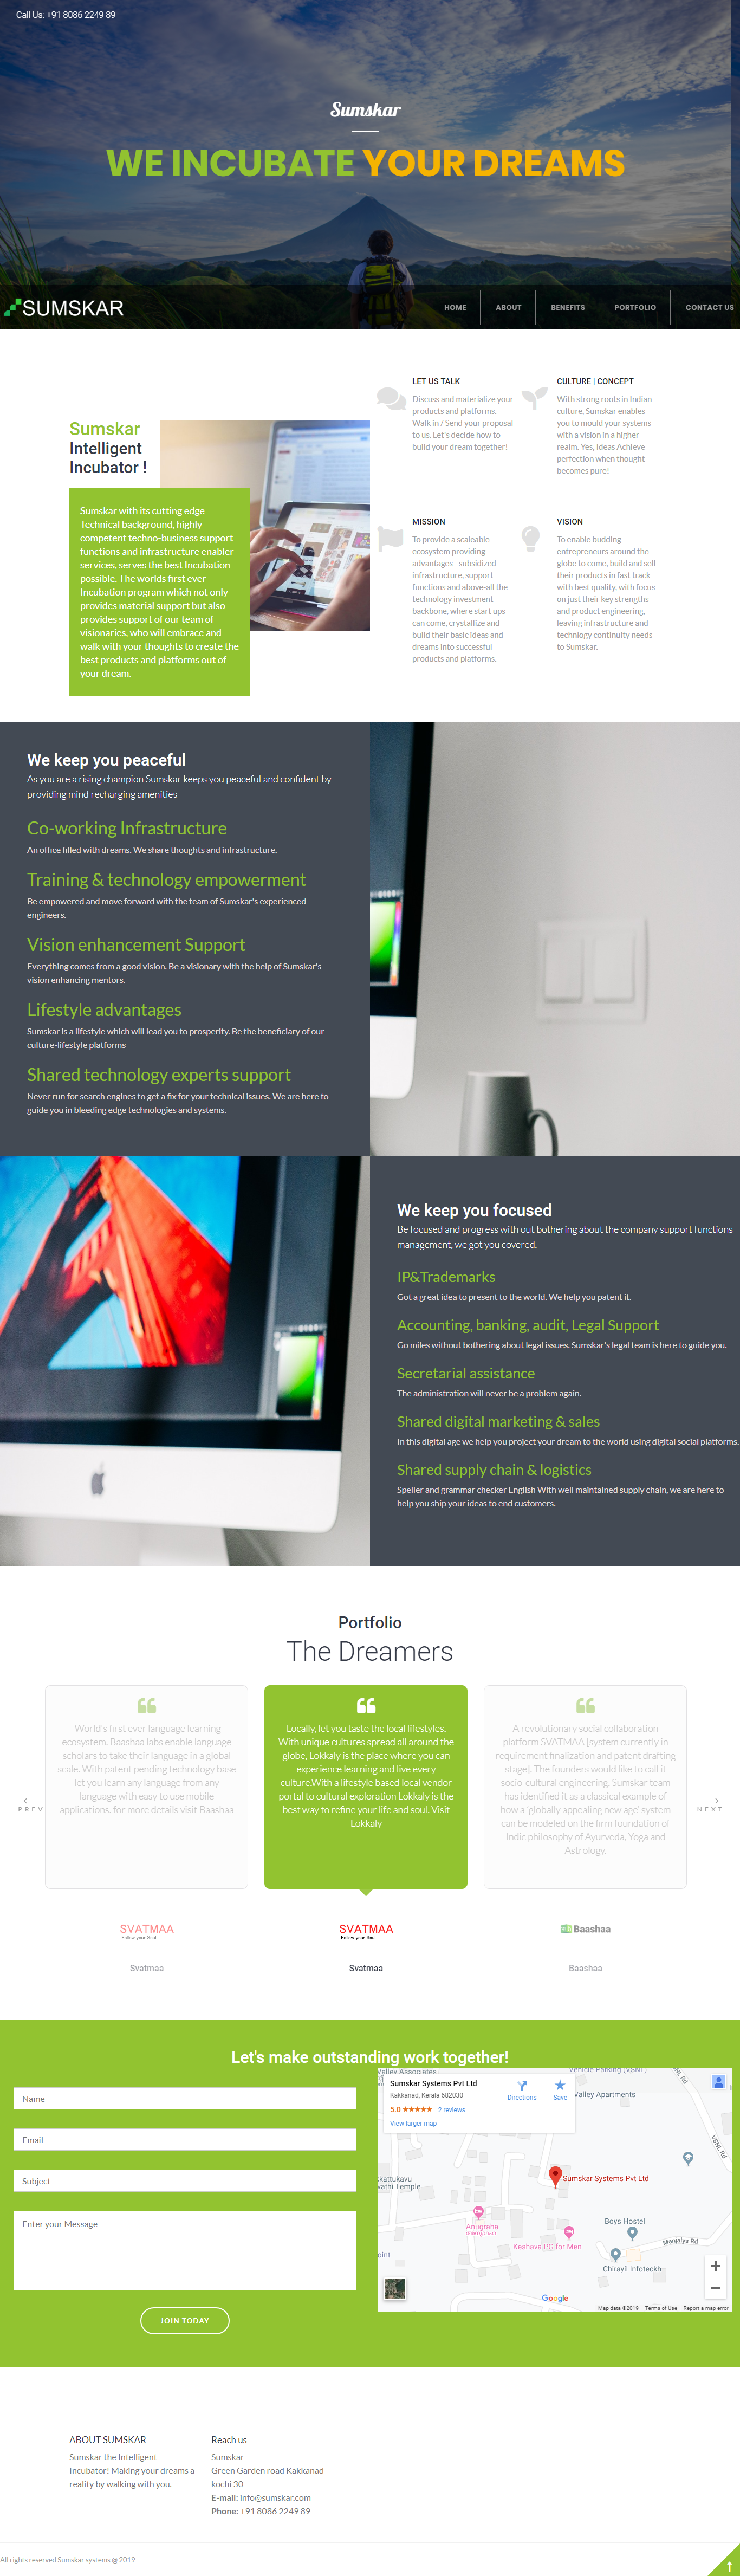 Call Us: +91 8086 2249 89
Sumskar
WE INCUBATE YOUR DREAMS
SUMSKAR
HOME
ABOUT
BENEFITS
PORTFOLIO
CONTACT US
Sumskar
Intelligent
Incubator !
Sumskar with its cutting edge
Technical background, highly
competent techno-business support
functions and infrastructure enabler
services, serves the best Incubation
possible. The worlds first ever
Incubation program which not only
provides material support but also
provides support of our team of
visionaries, who will embrace and
walk with your thoughts to create the
best products and platforms out of
your dream.
LET US TALK
Discuss and materialize your
products and platforms.
Walk in / Send your proposal
to us. Let's decide how to
build your dream together!
CULTURE | CONCEPT
With strong roots in Indian
culture, Sumskar enables
you to mould your systems
with a vision in a higher
realm. Yes, Ideas Achieve
perfection when thought
becomes pure!
MISSION
To provide a scaleable
ecosystem providing
advantages - subsidized
infrastructure, support
functions and above-all the
technology investment
backbone, where start ups
can come, crystallize and
build their basic ideas and
dreams into successful
products and platforms.
VISION
To enable budding
entrepreneurs around the
globe to come, build and sell
their products in fast track
with best quality, with focus
on just their key strengths
and product engineering,
leaving infrastructure and
technlogy continuity needs
to Sumskar.
We keep you peaceful
As you are a rising champion Sumskar keeps you peaceful and confident by
providing mind recharging amenities
Co-working Infrastructure
An office filled with dreams. We share thoughts and infrastructure.
Training & technology empowerment
Be empowered and move forward with the team of Sumskar's experienced
engineers.
Vision enhancement Support
Everything comes from a good vision. Be a visionary with the help of Sumskar's
vision enhancing mentors.
Lifestyle advantages
Sumskar is a lifestyle which will lead you to prosperity. Be the beneficiary of our
culture-lifestyle platforms
Shared technology experts support
Never run for search engines to get a fix for your technical issues. We are here to
guide you in bleeding edge technologies and systems.
We keep you focused
Be focused and progress with out bothering about the company support functions
management, we got you covered.
IP&Trademarks
Got a great idea to present to the world. We help you patent it.
Accounting, banking, audit, Legal Support
Go miles without bothering about legal issues. Sumskar's legal team is here to guide you.
Secretarial assistance
The administration will never be a problem again.
Shared digital marketing & sales
In this digital age we help you project your dream to the world using digital social platforms.
Shared supply chain & logistics
Speller and grammar checker English With well maintained supply chain, we are here to
help you ship your ideas to end customers.
Portfolio
The Dreamers
World's first ever language learning
ecosystem. Baashaa labs enable language
scholars to take their language in a global
scale. With patent pending technology base
let you learn any language from any
language with easy to use mobile
applications. for more details visit Baashaa
Locally, let you taste the local lifestyles.
With unique cultures spread all around the
globe, Lokkaly is the place where you can
experience learning and live every
culture.With a lifestyle based local vendor
portal to cultural exploration Lokkaly is the
best way to refine your life and soul. Visit
Lokkaly
A revolutionary social collaboration
platform SVATMAA [system currently in
requirement finalization and patent drafting
stage]. The founders would like to call it
socio-cultural engineering. Sumskar team
has identified it as a classical example of
how a 'globally appealing new age' system
can be modeled on the firm foundation of
Indic philosophy of Ayurveda, Yoga and
Astrology.
PREV
NEXT
SVATMAA
Follow your Soul
Svatmaa
SVATMAA
Follow your Soul
Svatmaa
Baashaa
Baashaa
Let's make outstanding work together!
Name
Email
Subject
Enter your Message
JOIN TODAY
Valley Associates
Vehicle Parking (VSNL)
Sumskar Systems Pvt Ltd
Kakkanad, Kerala 682030
5.0 ★★★★★ 2 reviews
View larger map
Directions
Save
Valley Apartments
VSNL Rd
VSNL Rd
kattukavu
vathi Temple
Sumskar Systems Pvt Ltd
Anugraha
Boys Hostel
Keshava PG for Men
oint
Chirayil Infoteckh
Google
Map data ©2019
Terms of Use
Report a map error
ABOUT SUMSKAR
Sumskar the Intelligent
Incubator! Making your dreams a
reality by walking with you.
Reach us
Sumskar
Green Garden road Kakkanad
kochi 30
E-mail: info@sumskar.com
Phone: +91 8086 2249 89
All rights reserved Sumskar systems @ 2019